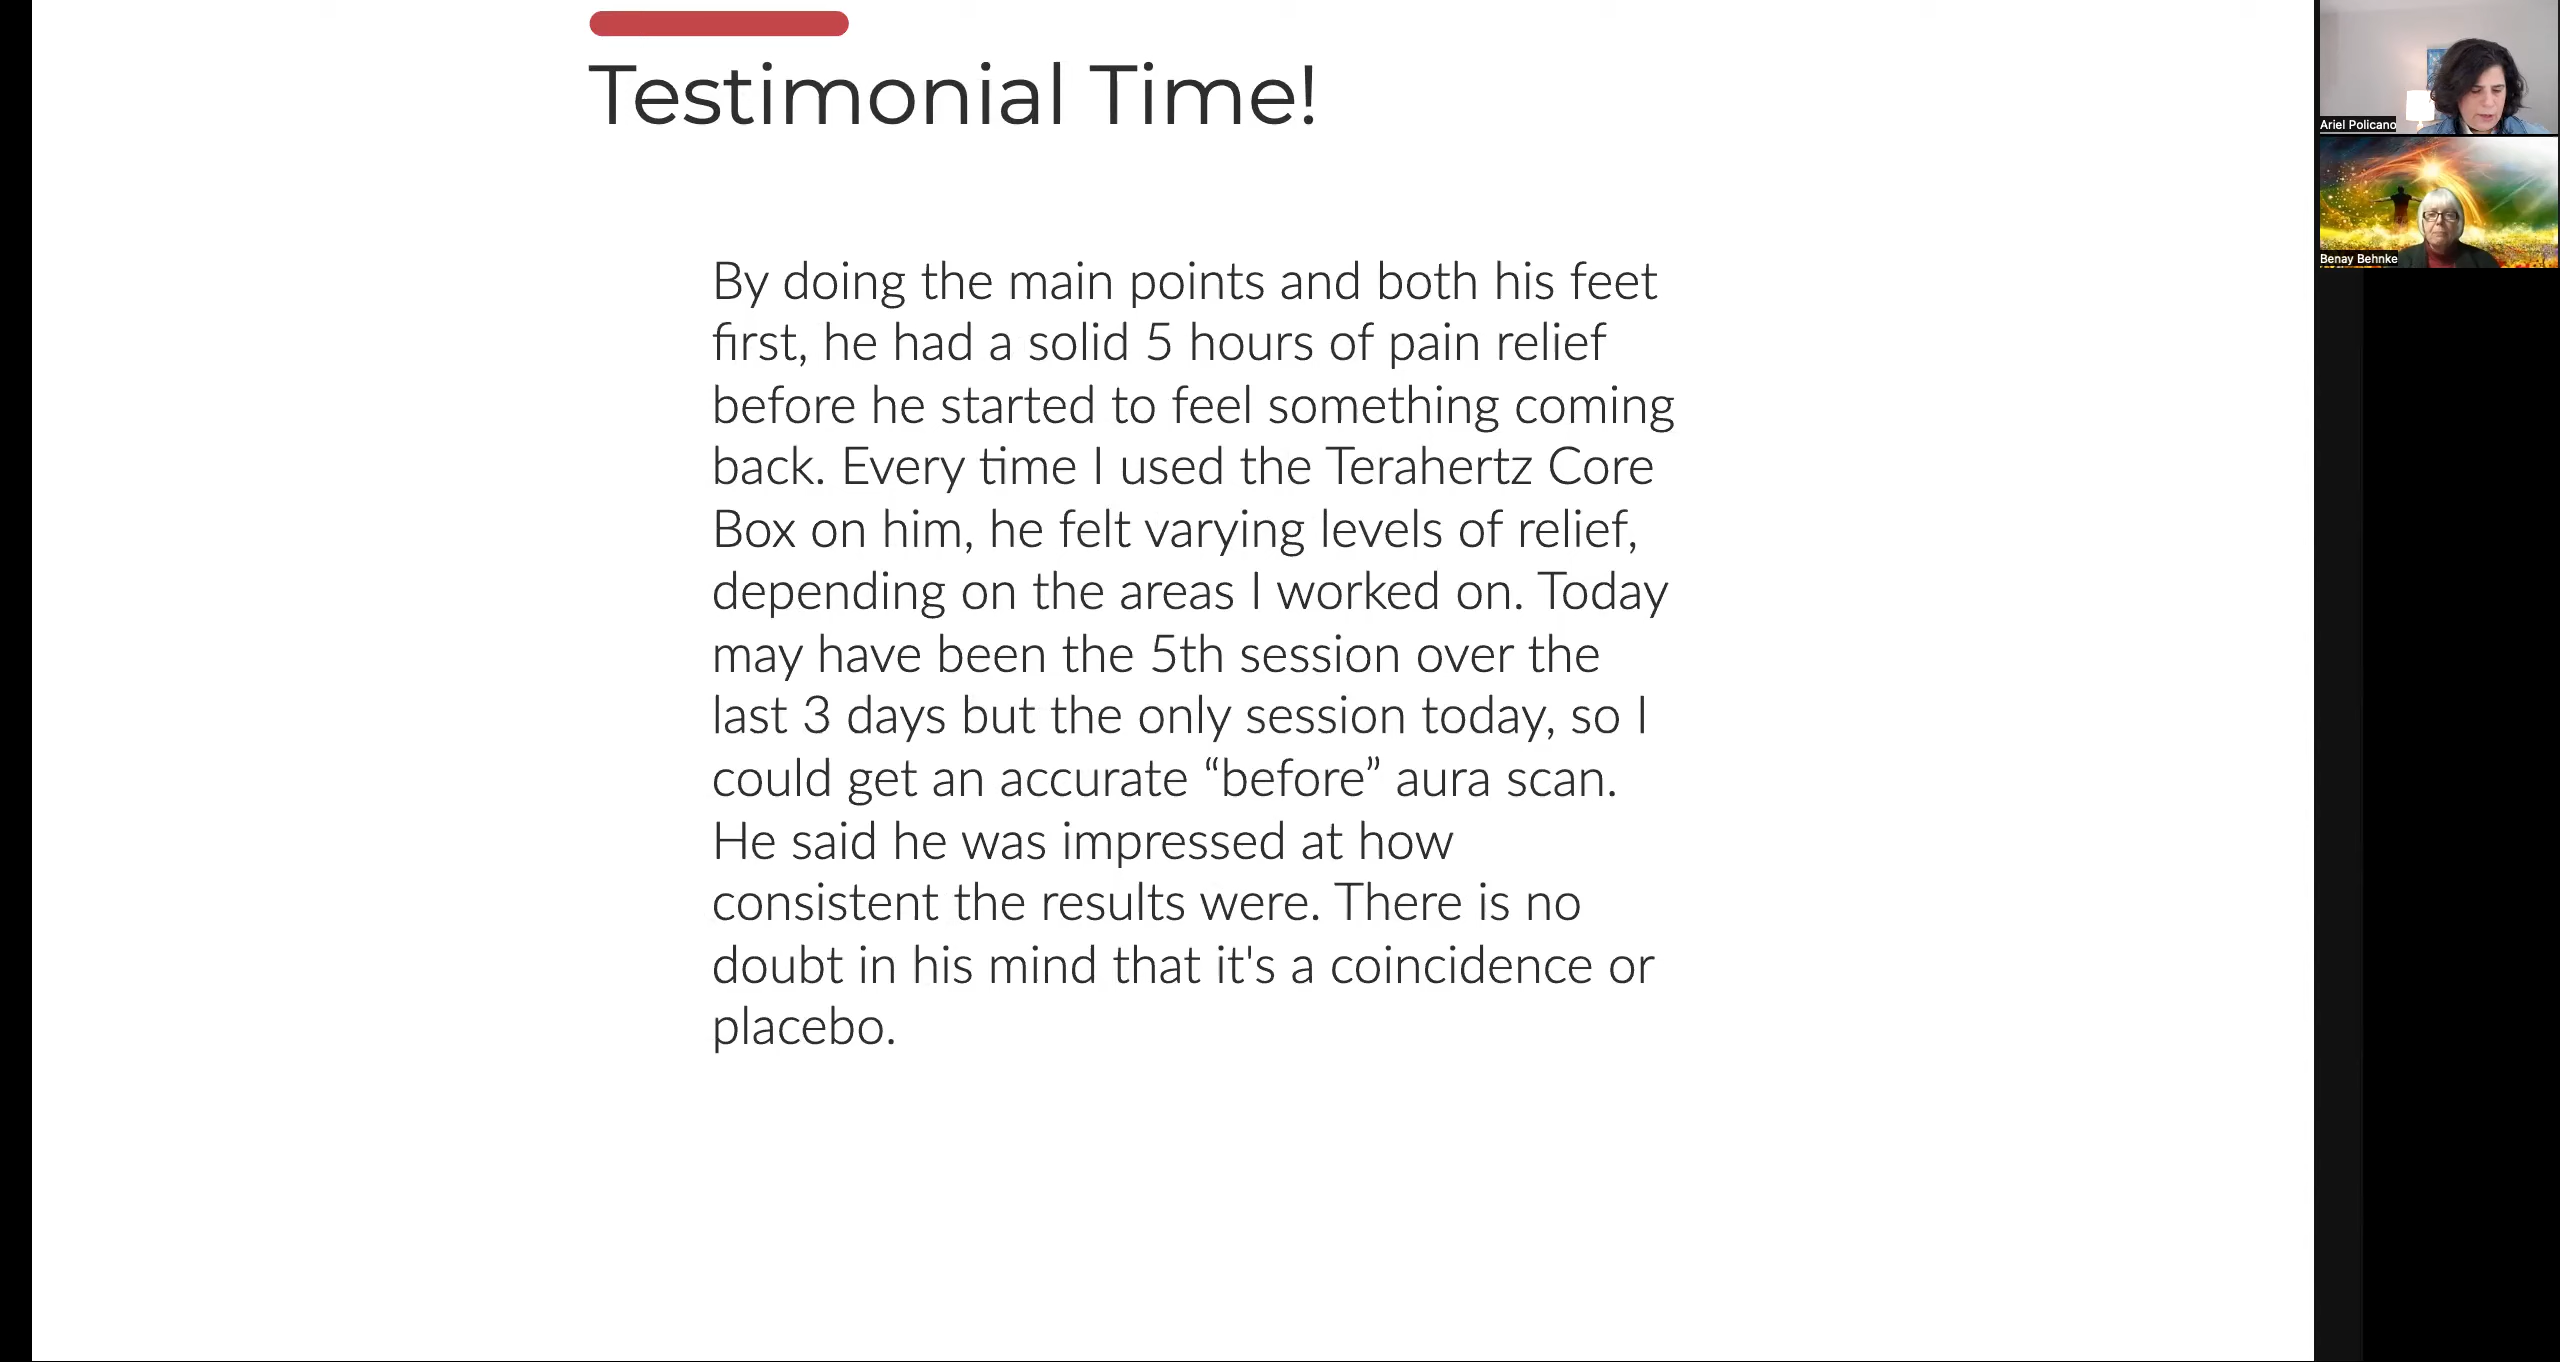 Testimonial Time!
By doing the main points and both his feet
first, he had a solid 5 hours of pain relief
before he started to feel something coming
back. Every time I used the Terahertz Core
Box on him, he felt varying levels of relief,
depending on the areas I worked on. Today
may have been the 5th session over the
last 3 days but the only session today, so I
could get an accurate “before” aura scan.
He said he was impressed at how
consistent the results were. There is no
doubt in his mind that it's a coincidence or
placebo.
Ariel Policano
Benay Behnke